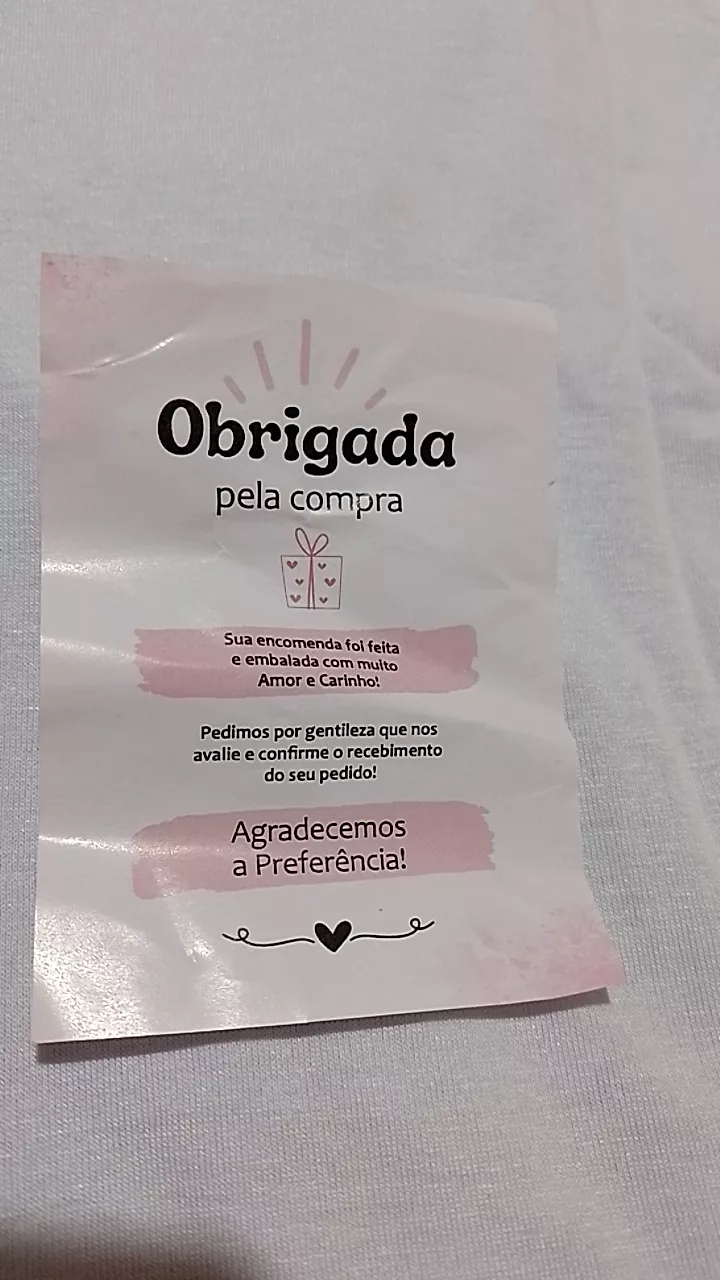 Obrigada
pela compra
Sua encomenda foi feita
e embalada com muito
Amor e Carinho!
Pedimos por gentileza que nos
avalie e confirme o recebimento
do seu pedido!
Agradecemos
a Preferência!